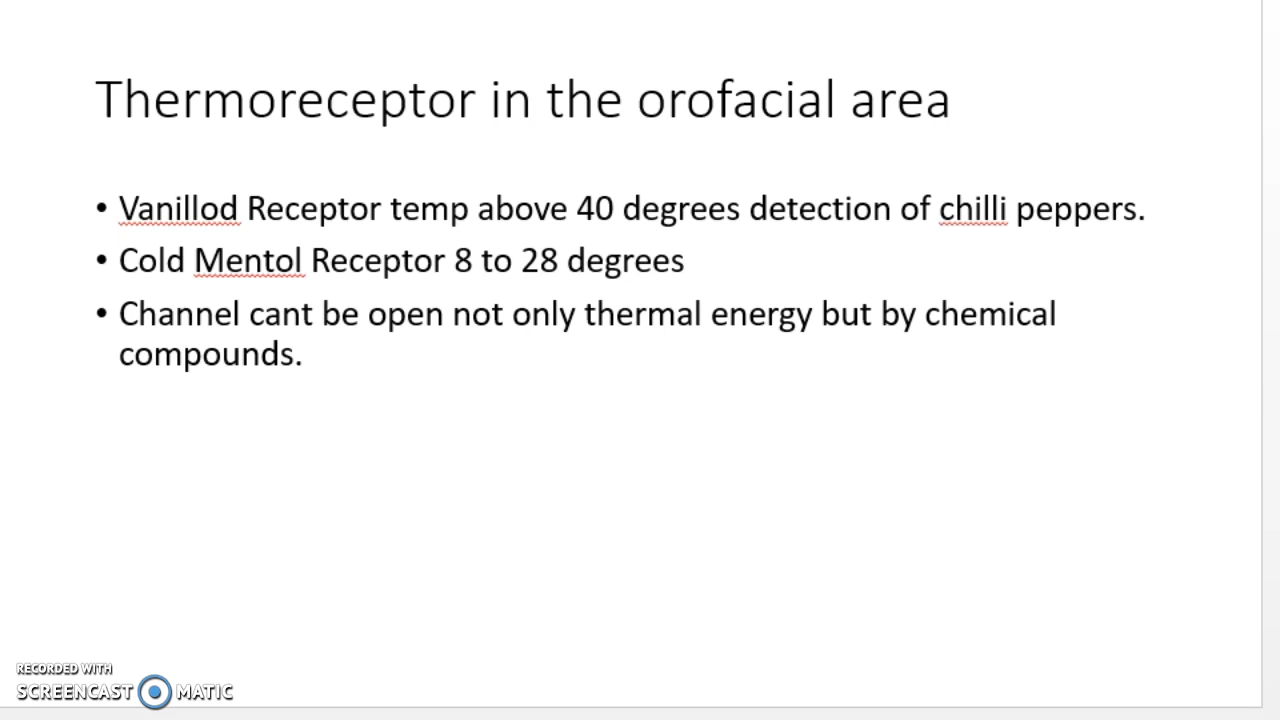 Thermoreceptor in the orofacial area
• Vanillod Receptor temp above 40 degrees detection of chilli peppers.
• Cold Mentol Receptor 8 to 28 degrees
• Channel cant be open not only thermal energy but by chemical
compounds.
RECORDED WITH
SCREENCAST MATIC